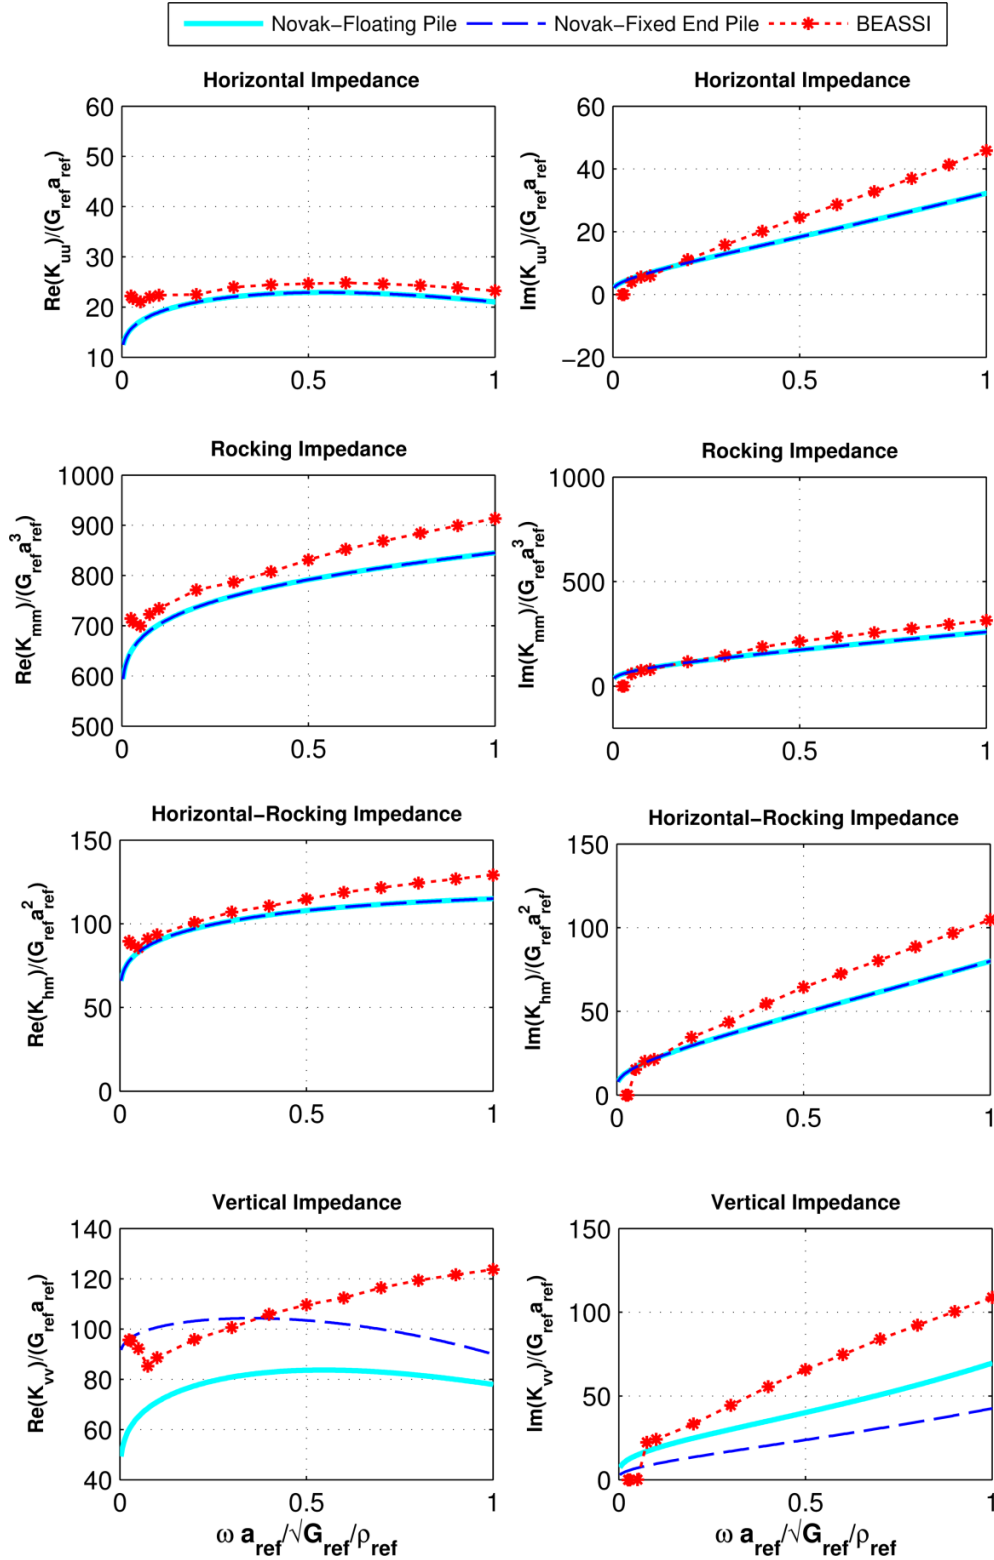 Novak−Floating Pile Novak−Fixed End Pile BEASSI
Horizontal Impedance
Re(K_uu)/(G_ref a_ref)
60
50
40
30
20
10
0 0.5 1
Horizontal Impedance
Im(K_uu)/(G_ref a_ref)
60
40
20
0
−20
0 0.5 1
Rocking Impedance
Re(K_mm)/(G_ref a^3_ref)
1000
900
800
700
600
500
0 0.5 1
Rocking Impedance
Im(K_mm)/(G_ref a^3_ref)
1000
500
0
0 0.5 1
Horizontal−Rocking Impedance
Re(K_hm)/(G_ref a^2_ref)
150
100
50
0
0 0.5 1
Horizontal−Rocking Impedance
Im(K_hm)/(G_ref a^2_ref)
150
100
50
0
0 0.5 1
Vertical Impedance
Re(K_vv)/(G_ref a_ref)
140
120
100
80
60
40
0 0.5 1
ω a_ref/√G_ref/ρ_ref
Vertical Impedance
Im(K_vv)/(G_ref a_ref)
150
100
50
0
0 0.5 1
ω a_ref/√G_ref/ρ_ref